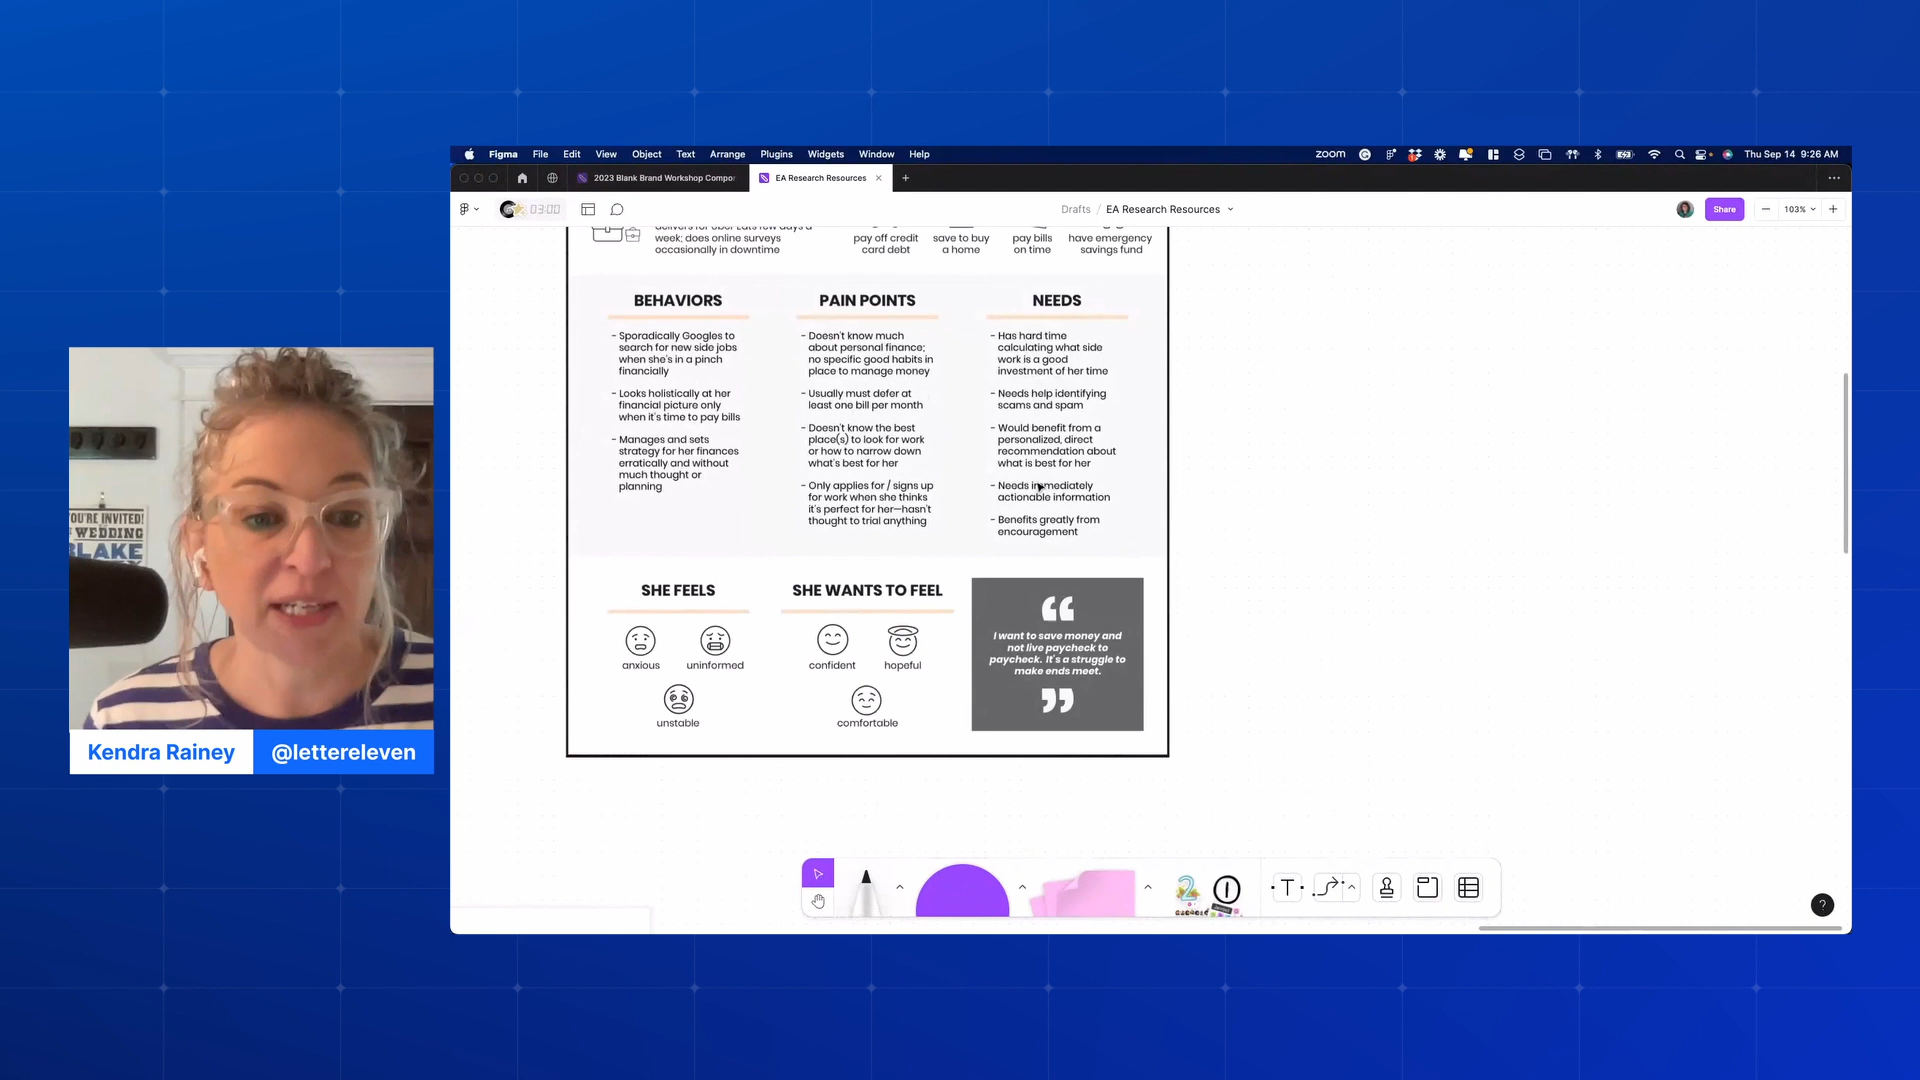 Figma File Edit View Object Text Arrange Plugins Widgets Window Help
zoom
Thu Sep 14 9:26 AM
2023 Blank Brand Workshop Compor
EA Research Resources
03:00
Drafts / EA Research Resources
Share
103%
delivers for Uber Eats few days a
week; does online surveys
occasionally in downtime
pay off credit
card debt
save to buy
a home
pay bills
on time
have emergency
savings fund
BEHAVIORS
- Sporadically Googles to
search for new side jobs
when she's in a pinch
financially
- Looks holistically at her
financial picture only
when it's time to pay bills
- Manages and sets
strategy for her finances
erratically and without
much thought or
planning
PAIN POINTS
- Doesn't know much
about personal finance;
no specific good habits in
place to manage money
- Usually must defer at
least one bill per month
- Doesn't know the best
place(s) to look for work
or how to narrow down
what's best for her
- Only applies for / signs up
for work when she thinks
it's perfect for her—hasn't
thought to trial anything
NEEDS
- Has hard time
calculating what side
work is a good
investment of her time
- Needs help identifying
scams and spam
- Would benefit from a
personalized, direct
recommendation about
what is best for her
- Needs immediately
actionable information
- Benefits greatly from
encouragement
SHE FEELS
anxious
uninformed
unstable
SHE WANTS TO FEEL
confident
hopeful
comfortable
“
I want to save money and
not live paycheck to
paycheck. It's a struggle to
make ends meet.
”
YOU'RE INVITED!
WEDDING
BLAKE
Kendra Rainey
@lettereleven
T
?